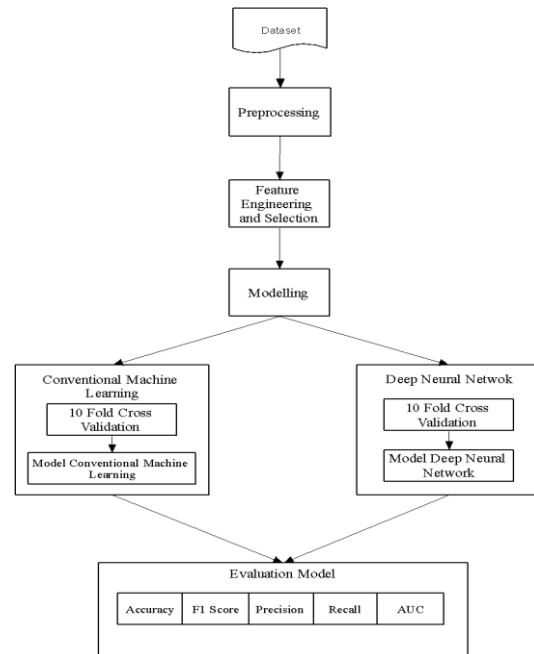 Dataset
Preprocessing
Feature
Engineering
and Selection
Modelling
Conventional Machine
Learning
10 Fold Cross
Validation
Model Conventional Machine
Learning
Deep Neural Netwok
10 Fold Cross
Validation
Model Deep Neural
Network
Evaluation Model
Accuracy F1 Score Precision Recall AUC